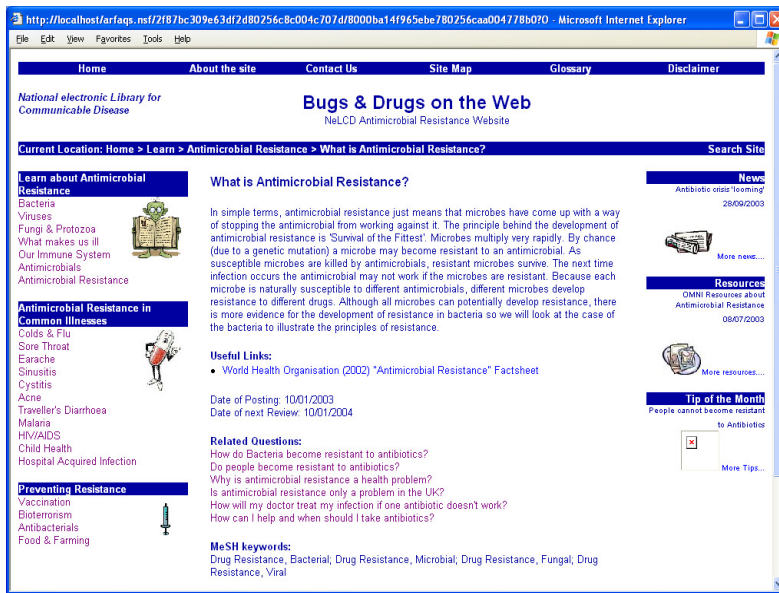 http://localhost/arfaqs.nsf/2f87bc309e63df2d80256c8c004c707d/8000ba14f965ebe780256caa004778b0?O - Microsoft Internet Explorer
File Edit View Favorites Tools Help
Home About the site Contact Us Site Map Glossary Disclaimer
National electronic Library for
Communicable Disease
Bugs & Drugs on the Web
NeLCD Antimicrobial Resistance Website
Current Location: Home > Learn > Antimicrobial Resistance > What is Antimicrobial Resistance?
Search Site
Learn about Antimicrobial
Resistance
Bacteria
Viruses
Fungi & Protozoa
What makes us ill
Our Immune System
Antimicrobials
Antimicrobial Resistance
Antimicrobial Resistance in
Common Illnesses
Colds & Flu
Sore Throat
Earache
Sinusitis
Cystitis
Acne
Traveller's Diarrhoea
Malaria
HIV/AIDS
Child Health
Hospital Acquired Infection
Preventing Resistance
Vaccination
Bioterrorism
Antibacterials
Food & Farming
What is Antimicrobial Resistance?
In simple terms, antimicrobial resistance just means that microbes have come up with a way
of stopping the antimicrobial from working against it. The principle behind the development of
antimicrobial resistance is 'Survival of the Fittest'. Microbes multiply very rapidly. By chance
(due to a genetic mutation) a microbe may become resistant to an antimicrobial. As
susceptible microbes are killed by antimicrobials, resistant microbes survive. The next time
infection occurs the antimicrobial may not work if the microbes are resistant. Because each
microbe is naturally susceptible to different antimicrobials, different microbes develop
resistance to different drugs. Although all microbes can potentially develop resistance, there
is more evidence for the development of resistance in bacteria so we will look at the case of
the bacteria to illustrate the principles of resistance.
Useful Links:
• World Health Organisation (2002) "Antimicrobial Resistance" Factsheet
Date of Posting: 10/01/2003
Date of next Review: 10/01/2004
Related Questions:
How do Bacteria become resistant to antibiotics?
Do people become resistant to antibiotics?
Why is antimicrobial resistance a health problem?
Is antimicrobial resistance only a problem in the UK?
How will my doctor treat my infection if one antibiotic doesn't work?
How can I help and when should I take antibiotics?
MeSH keywords:
Drug Resistance, Bacterial; Drug Resistance, Microbial; Drug Resistance, Fungal; Drug
Resistance, Viral
News
Antibiotic crisis 'looming'
28/09/2003
More news....
Resources
OMNI Resources about
Antimicrobial Resistance
08/07/2003
More resources....
Tip of the Month
People cannot become resistant
to Antibiotics
More Tips...